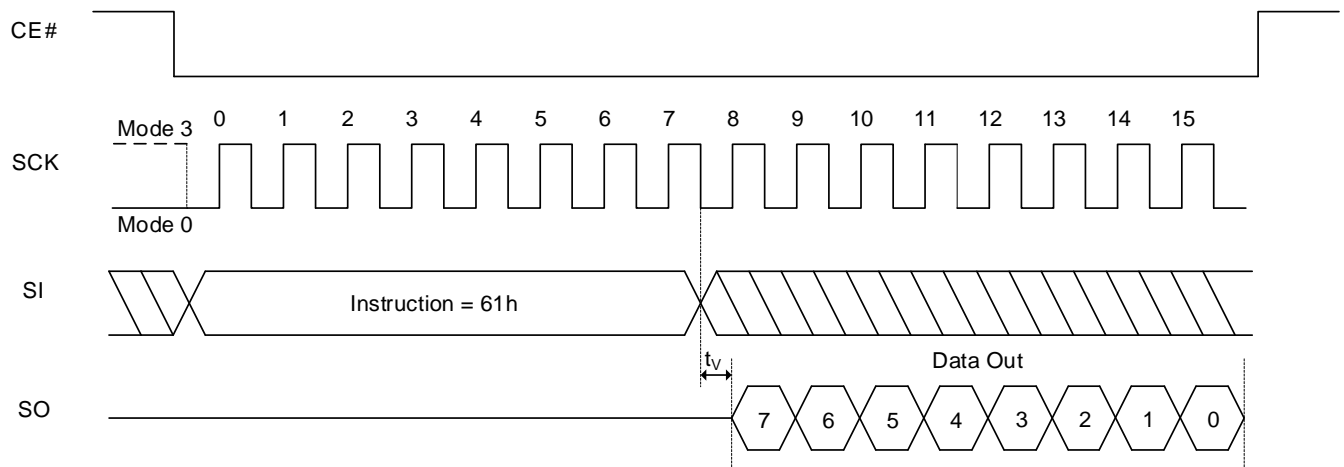 CE#
0 1 2 3 4 5 6 7 8 9 10 11 12 13 14 15
Mode 3
SCK
Mode 0
SI
Instruction = 61h
tV
Data Out
SO
7 6 5 4 3 2 1 0